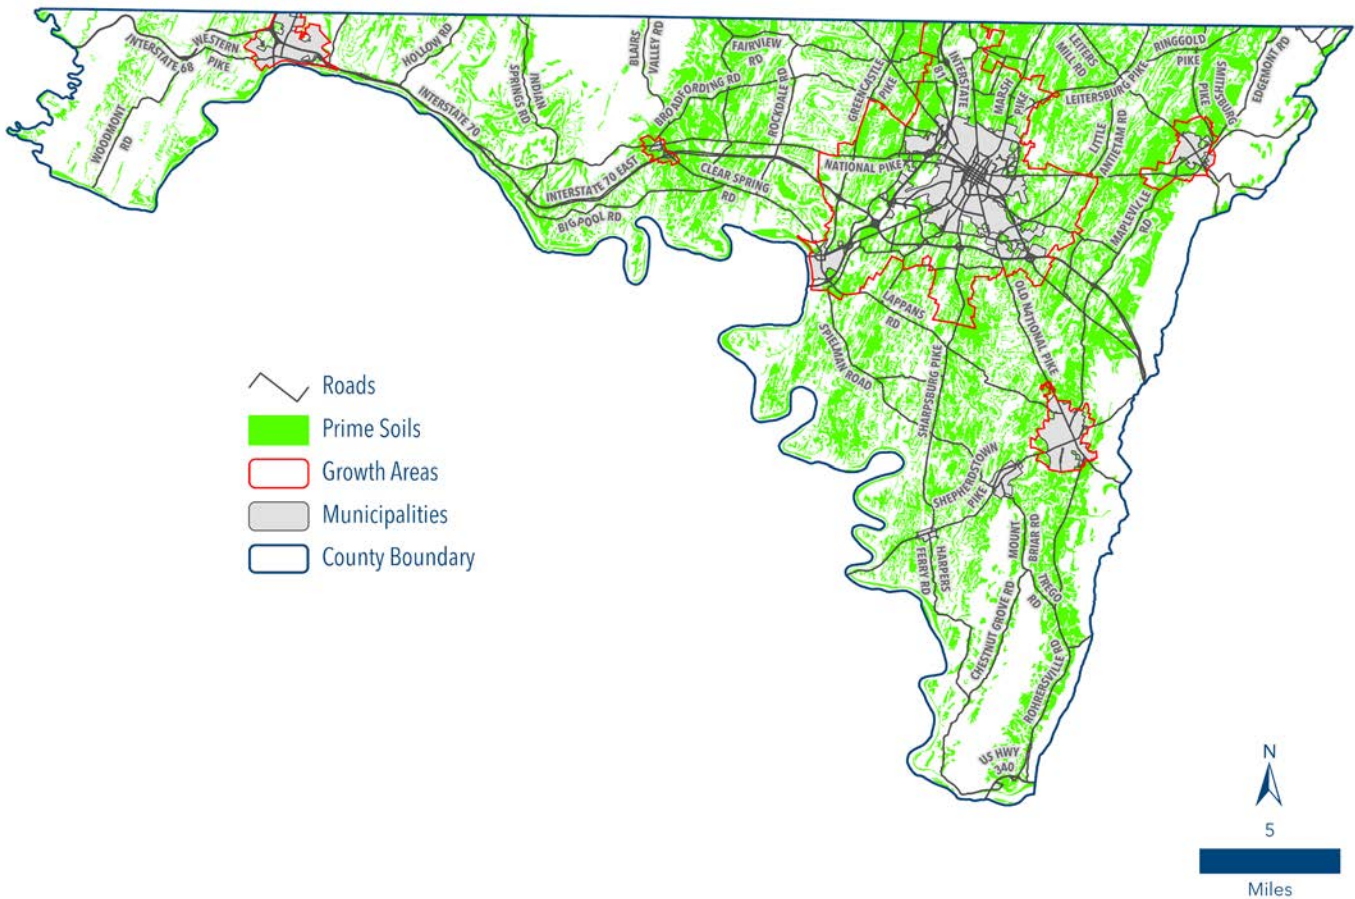 WESTERN
PIKE
INTERSTATE 68
WOODMONT
RD
HOLLOW RD
INTERSTATE 70
INDIAN
SPRINGS RD
BLAIRS
VALLEY RD
FAIRVIEW
RD
BROADFORDING RD
ROCKDALE RD
GREENCASTLE
PIKE
INTERSTATE
81
MARSH
PIKE
LEITERS
MILL RD
RINGGOLD
PIKE
LEITERSBURG PIKE
SMITHSBURG
PIKE
EDGEMONT RD
LITTLE
ANTIETAM RD
INTERSTATE 70 EAST
BIG POOL RD
CLEAR SPRING
RD
NATIONAL PIKE
MAPLEVILLE
RD
LAPPANS
RD
OLD NATIONAL PIKE
SPIELMAN ROAD
SHARPSBURG PIKE
SHEPHERDSTOWN
PIKE
HARPERS
FERRY RD
MOUNT
BRIAR RD
TREGO
RD
CHESTNUT GROVE RD
ROHRERSVILLE RD
US HWY
340
Roads
Prime Soils
Growth Areas
Municipalities
County Boundary
N
5
Miles